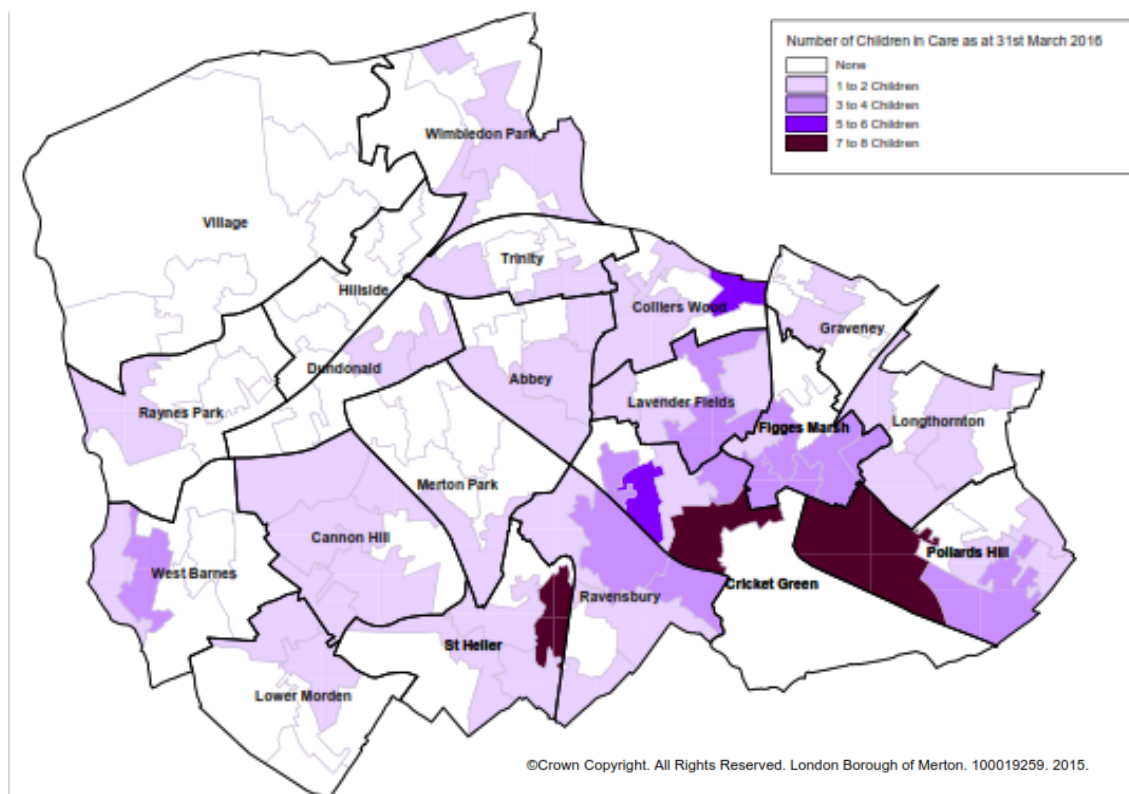 Number of Children in Care as at 31st March 2016
None
1 to 2 Children
3 to 4 Children
5 to 6 Children
7 to 8 Children
Wimbledon Park
Village
Trinity
Hillside
Colliers Wood
Graveney
Dundonald
Abbey
Raynes Park
Lavender Fields
Figges Marsh
Longthornton
Merton Park
Cannon Hill
West Barnes
Pollards Hill
Cricket Green
Ravensbury
St Helier
Lower Morden
©Crown Copyright. All Rights Reserved. London Borough of Merton. 100019259. 2015.